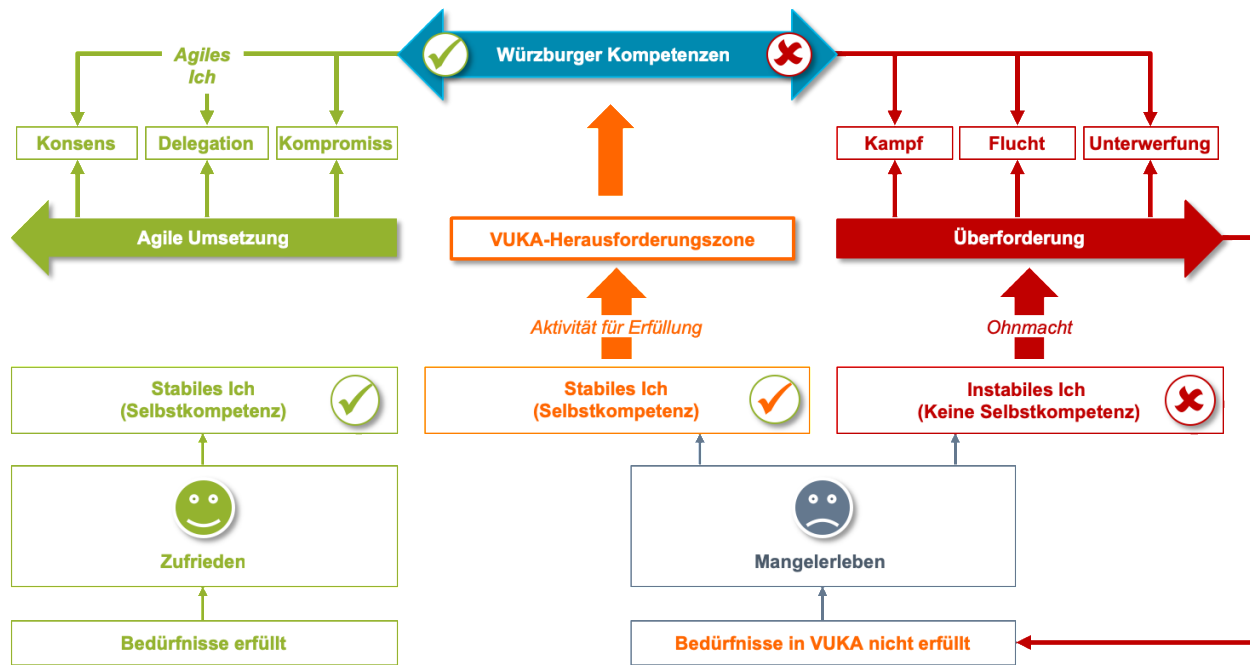 Agiles
Ich
Würzburger Kompetenzen
Konsens
Delegation
Kompromiss
Kampf
Flucht
Unterwerfung
Agile Umsetzung
VUKA-Herausforderungszone
Überforderung
Aktivität für Erfüllung
Ohnmacht
Stabiles Ich
(Selbstkompetenz)
Stabiles Ich
(Selbstkompetenz)
Instabiles Ich
(Keine Selbstkompetenz)
Zufrieden
Mangelerleben
Bedürfnisse erfüllt
Bedürfnisse in VUKA nicht erfüllt